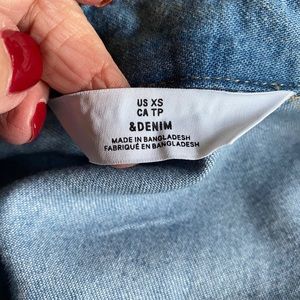 US XS
CA TP
&DENIM
MADE IN BANGLADESH
FABRIQUÉ EN BANGLADESH